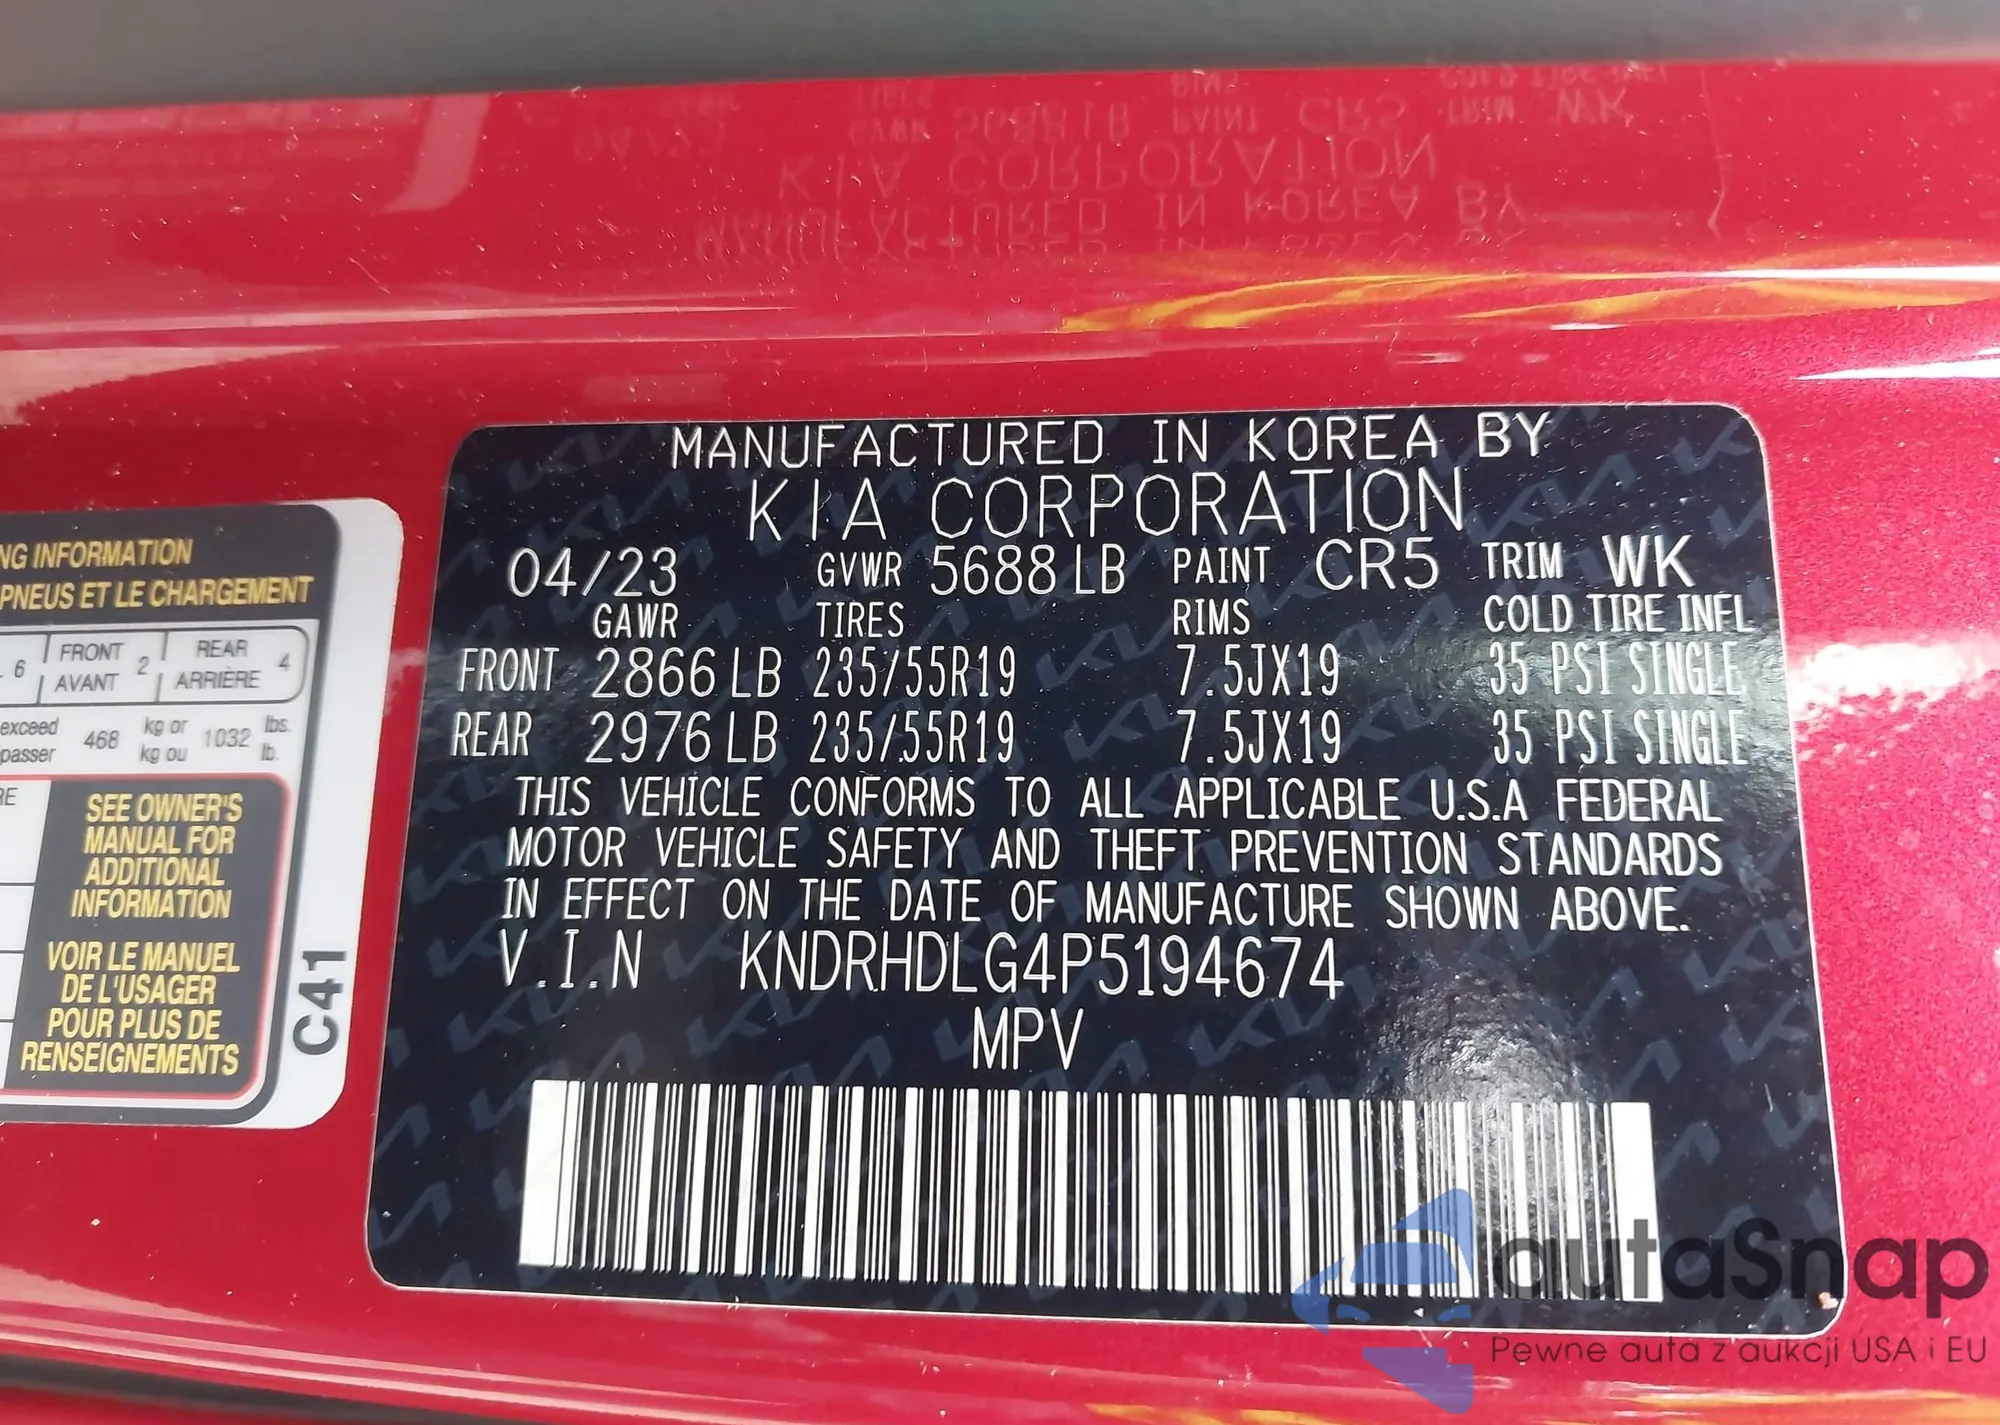 MANUFACTURED IN KOREA BY
KIA CORPORATION
04/23 GVWR 5688 LB PAINT CR5 TRIM WK
GAWR TIRES RIMS COLD TIRE INFL
FRONT 2866 LB 235/55R19 7.5JX19 35 PSI SINGLE
REAR 2976 LB 235/55R19 7.5JX19 35 PSI SINGLE
THIS VEHICLE CONFORMS TO ALL APPLICABLE U.S.A FEDERAL
MOTOR VEHICLE SAFETY AND THEFT PREVENTION STANDARDS
IN EFFECT ON THE DATE OF MANUFACTURE SHOWN ABOVE.
V.I.N KNDRHDLG4P5194674
MPV
INFORMATION
PNEUS ET LE CHARGEMENT
6 FRONT 2 REAR 4
AVANT ARRIÈRE
exceed 468 kg or 1032 lbs.
passer kg ou lb.
SEE OWNER'S
MANUAL FOR
ADDITIONAL
INFORMATION
VOIR LE MANUEL
DE L'USAGER
POUR PLUS DE
RENSEIGNEMENTS
C41
autaSnap
Pewne auta z aukcji USA i EU